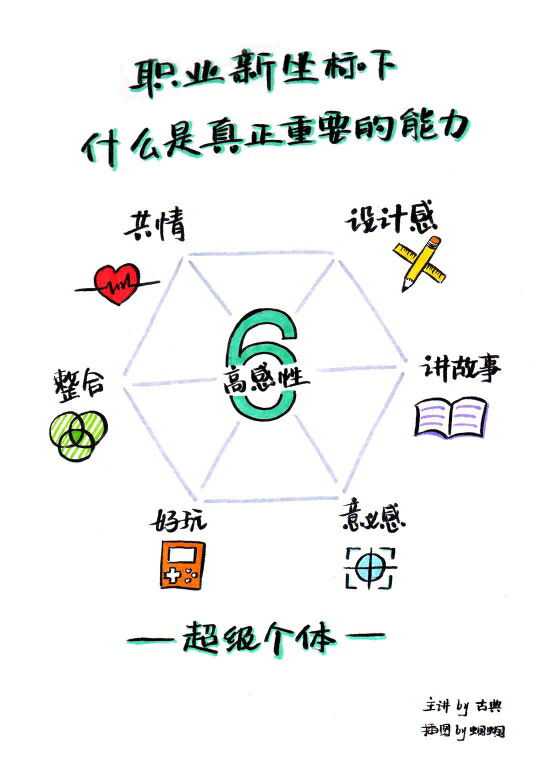 职业新坐标下
什么是真正重要的能力
共情
设计感
整合
6
高感性
讲故事
好玩
意义感
—超级个体—
主讲 by 古典
插图 by 蝈蝈